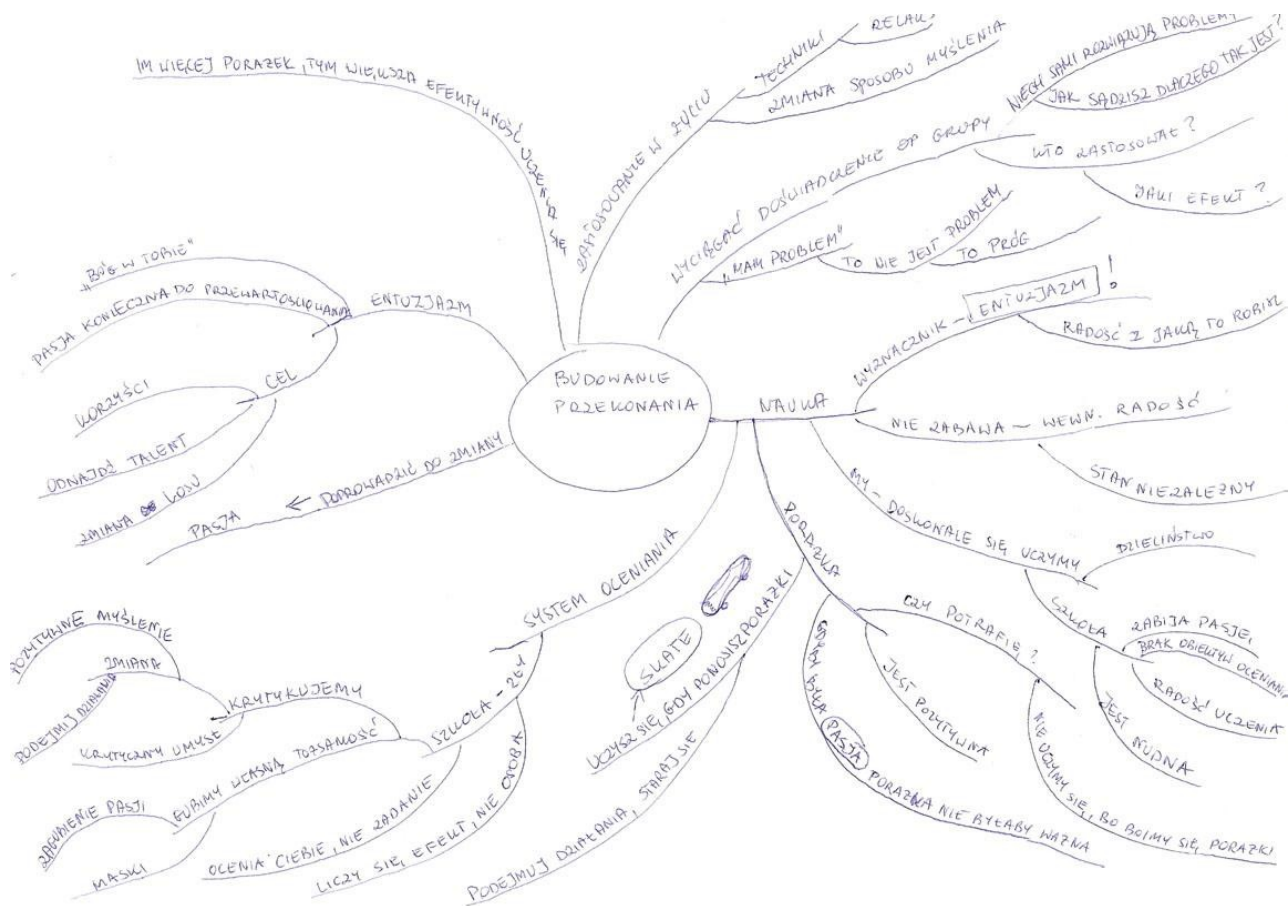 BUDOWANIE
PRZEKONANIA
IM WIĘCEJ PORAŻEK, TYM WIĘKSZA EFEKTYWNOŚĆ UCZENIA SIĘ
ZASTOSOWANIE W ŻYCIU
TECHNIKI
RELAK
ZMIANA SPOSOBU MYŚLENIA
WYCIĄGAĆ DOŚWIADCZENIE OD GRUPY
NIECH SAMI ROZWIĄZUJĄ PROBLEMY
JAK SĄDZISZ DLACZEGO TAK JEST?
KTO ZASTOSOWAŁ?
JAKI EFEKT?
„MAM PROBLEM"
TO NIE JEST PROBLEM
TO PRÓG
NAUKA
WYZNACZNIK – ENTUZJAZM !
RADOŚĆ Z JAKĄ TO ROBISZ
NIE ZABAWA – WEWN. RADOŚĆ
STAN NIEZALEŻNY
MY – DOSKONALE SIĘ UCZYMY
DZIECIŃSTWO
SZKOŁA
ZABIJA PASJE,
BRAK OBIEKTYW OCENIANIA
RADOŚĆ UCZENIA
JEST NUDNA
PORAŻKA
CZY POTRAFIĘ?
NIE UCZYMY SIĘ, BO BOIMY SIĘ PORAŻKI
JEST POZYTYWNA
GDYBY BYŁA PASJA PORAŻKA NIE BYŁABY WAŻNA
UCZYSZ SIĘ, GDY PONOSISZ PORAŻKI
SKATE
PODEJMUJ DZIAŁANIA, STARAJ SIĘ
SYSTEM OCENIANIA
SZKOŁA – ZŁY
LICZY SIĘ EFEKT, NIE OSOBA
OCENIA CIEBIE, NIE ZADANIE
KRYTYKUJEMY
ZMIANA
POZYTYWNE MYŚLENIE
PODEJMIJ DZIAŁANIA
KRYTYCZNY UMYSŁ
GUBIMY WŁASNĄ TOŻSAMOŚĆ
ZAGUBIENIE PASJI
MASKI
DOPROWADZIĆ DO ZMIANY
PASJA
ENTUZJAZM
„BÓG W TOBIE"
PASJA KONIECZNA DO PRZEWARTOŚCIOWANIA
CEL
KORZYŚCI
ODNAJDŹ TALENT
ZMIANA LOSU